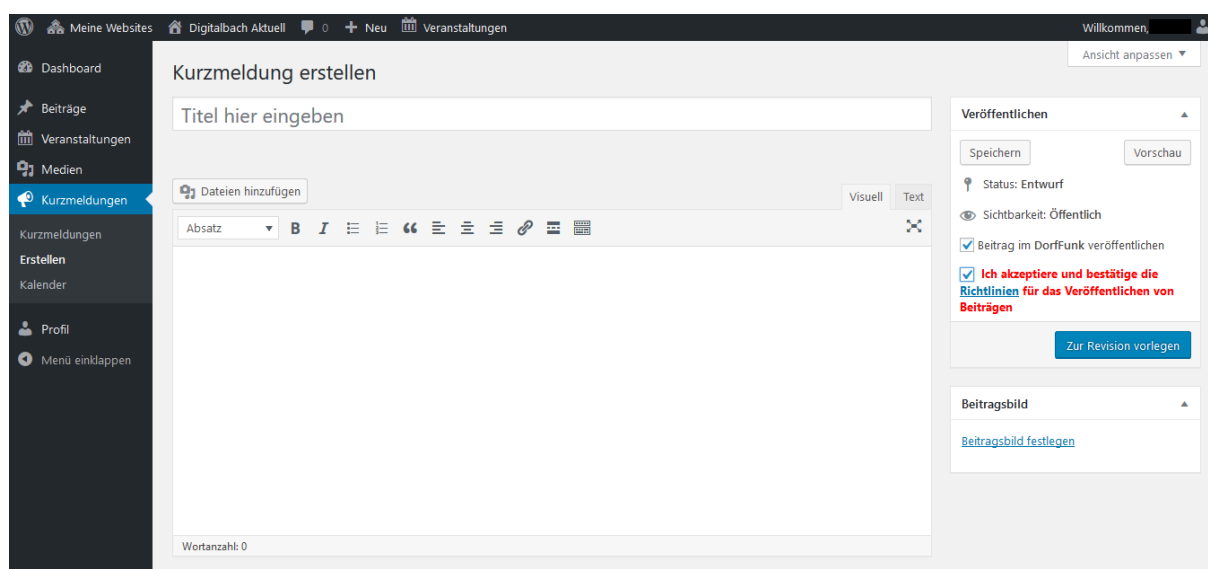 Meine Websites Digitalbach Aktuell 0 Neu Veranstaltungen Willkommen,
Ansicht anpassen
Dashboard
Beiträge
Veranstaltungen
Medien
Kurzmeldungen
Kurzmeldungen
Erstellen
Kalender
Profil
Menü einklappen
Kurzmeldung erstellen
Titel hier eingeben
Dateien hinzufügen
Visuell Text
Absatz B I
Wortanzahl: 0
Veröffentlichen
Speichern Vorschau
Status: Entwurf
Sichtbarkeit: Öffentlich
Beitrag im DorfFunk veröffentlichen
Ich akzeptiere und bestätige die
Richtlinien für das Veröffentlichen von
Beiträgen
Zur Revision vorlegen
Beitragsbild
Beitragsbild festlegen